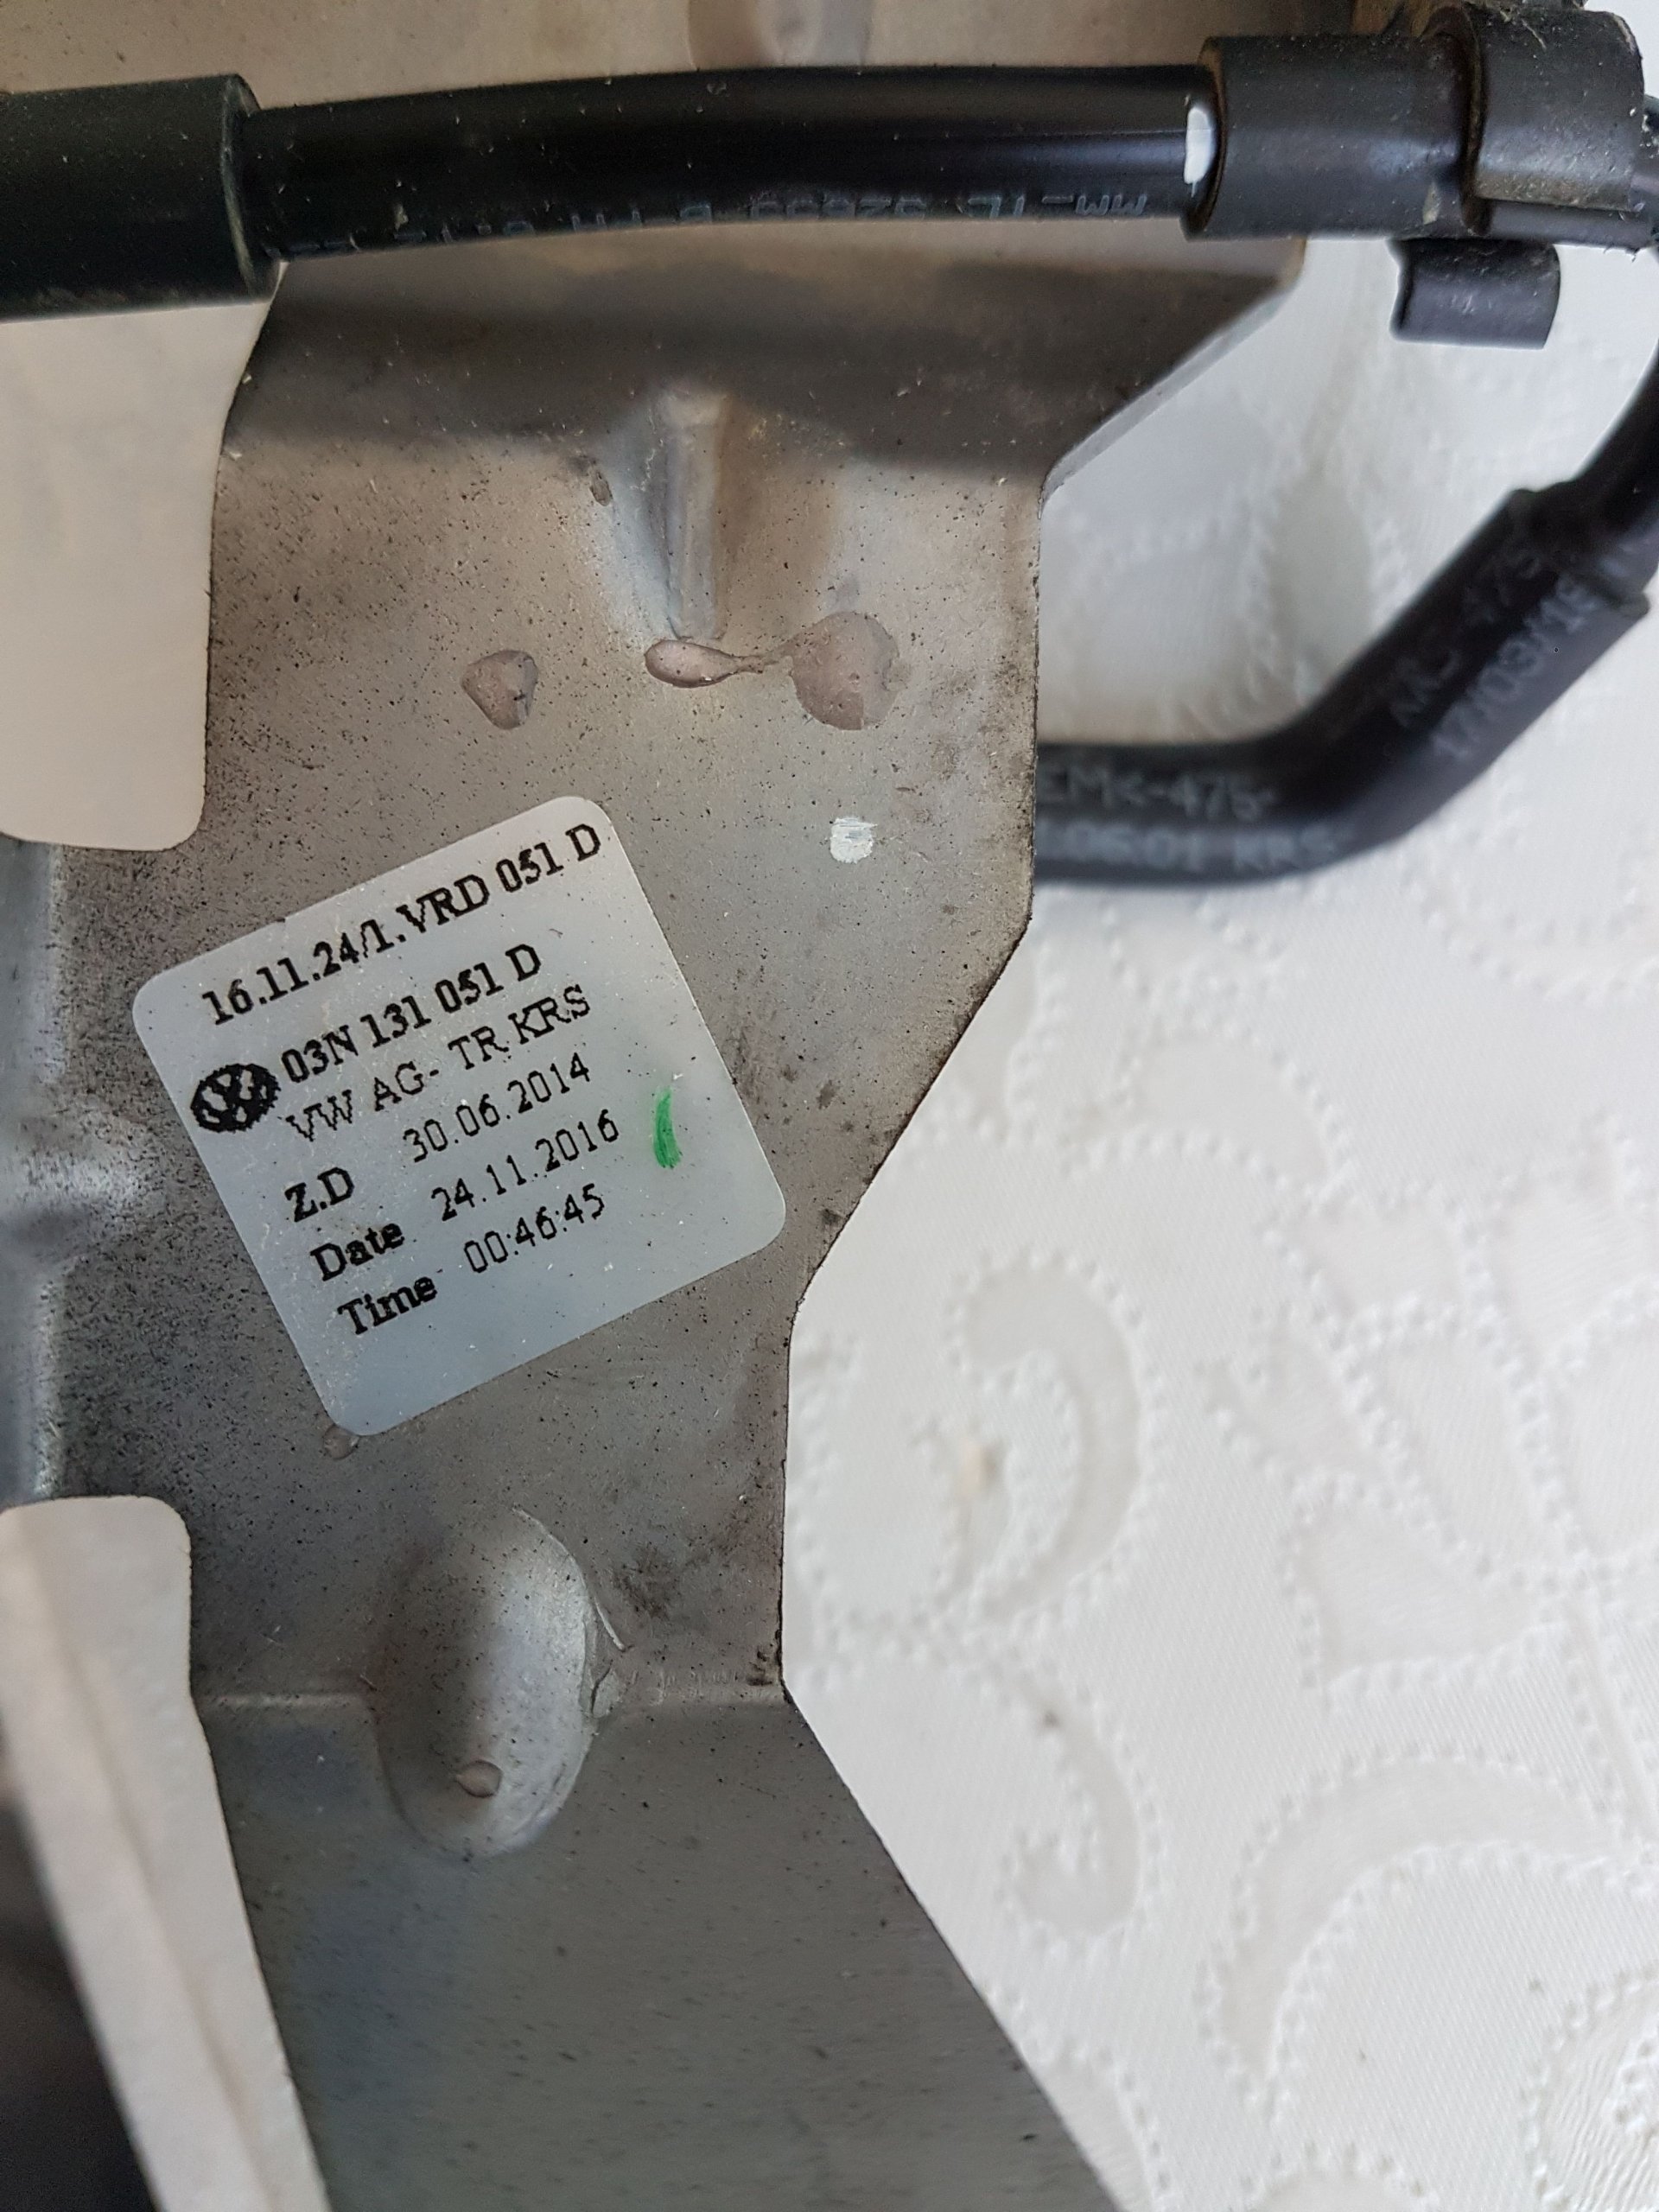 16.11.24/1.VRD 051 D
03N 131 051 D
VW AG- TR KRS
Z.D 30.06.2014
Date 24.11.2016
Time 00:46:45